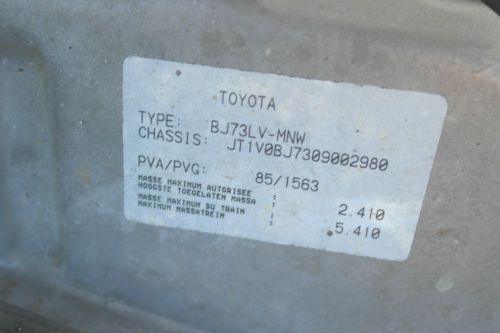 TOYOTA
TYPE: BJ73LV-MNW
CHASSIS: JT1V0BJ7309002980
PVA/PVG: 85/1563
MASSE MAXIMUM AUTORISEE :
HOOGSTE TOEGELATEN MASSA 2.410
MASSE MAXIMUM DU TRAIN :
MAXIMUM MASSATREIN 5.410